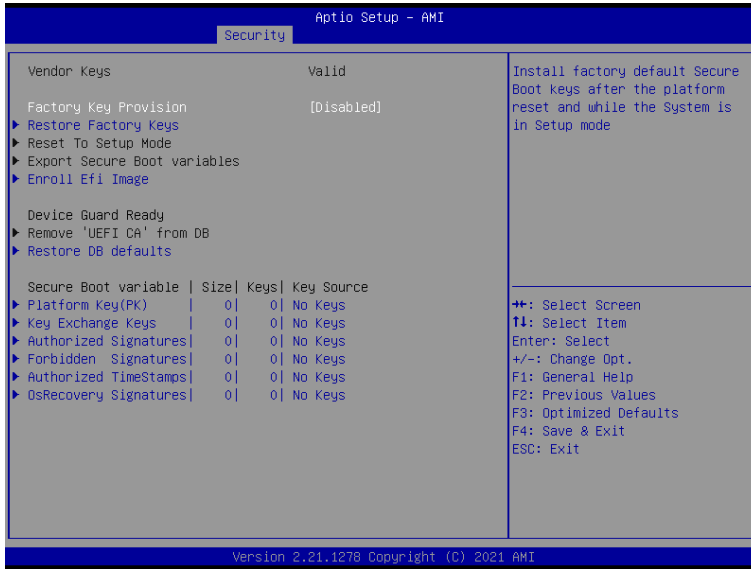 Aptio Setup – AMI
Security
Vendor Keys Valid
Factory Key Provision [Disabled]
Restore Factory Keys
Reset To Setup Mode
Export Secure Boot variables
Enroll Efi Image
Device Guard Ready
Remove 'UEFI CA' from DB
Restore DB defaults
Secure Boot variable | Size| Keys| Key Source
Platform Key(PK) | 0| 0| No Keys
Key Exchange Keys | 0| 0| No Keys
Authorized Signatures| 0| 0| No Keys
Forbidden Signatures| 0| 0| No Keys
Authorized TimeStamps| 0| 0| No Keys
OsRecovery Signatures| 0| 0| No Keys
Install factory default Secure
Boot keys after the platform
reset and while the System is
in Setup mode
→←: Select Screen
↑↓: Select Item
Enter: Select
+/-: Change Opt.
F1: General Help
F2: Previous Values
F3: Optimized Defaults
F4: Save & Exit
ESC: Exit
Version 2.21.1278 Copyright (C) 2021 AMI